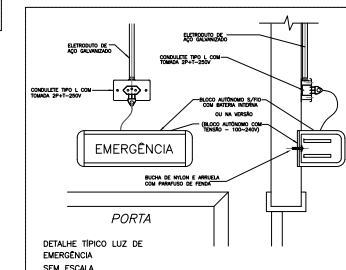 ELETRODUTO DE
AÇO GALVANIZADO
ELETRODUTO DE
AÇO GALVANIZADO
CONDULETE TIPO L COM
TOMADA 2P+T-250V
CONDULETE TIPO L COM
TOMADA 2P+T-250V
BLOCO AUTÔNOMO S/FIO
COM BATERIA INTERNA
OU NA VERSÃO
(BLOCO AUTÔNOMO COM
TENSÃO - 100~240V)
EMERGÊNCIA
BUCHA DE NYLON E ARRUELA
COM PARAFUSO DE FENDA
PORTA
DETALHE TÍPICO LUZ DE
EMERGÊNCIA
SEM ESCALA